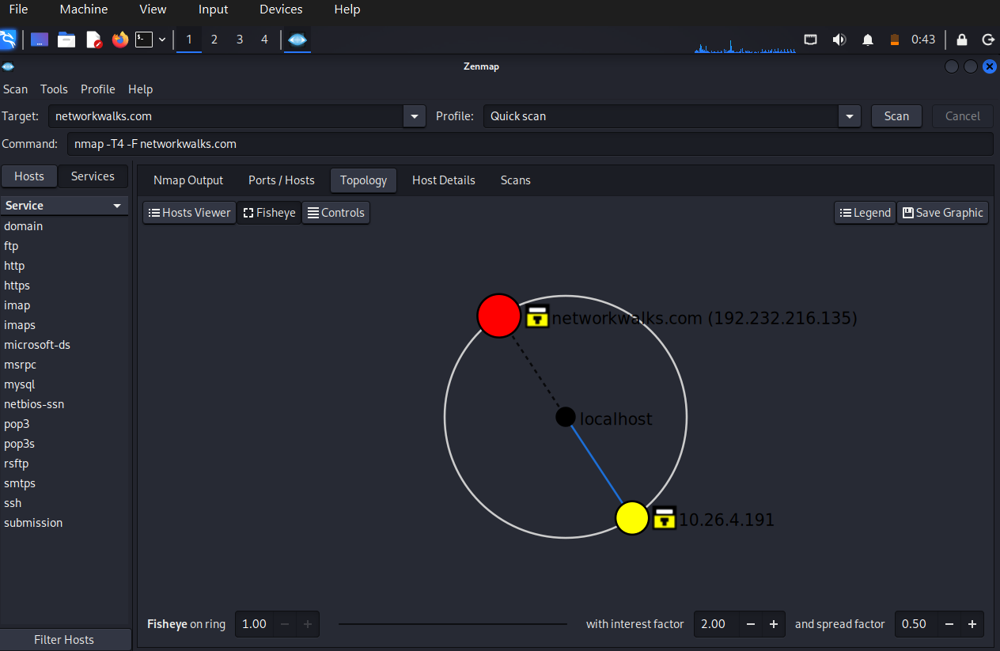 File Machine View Input Devices Help
1 2 3 4 0:43
Zenmap
Scan Tools Profile Help
Target: networkwalks.com Profile: Quick scan Scan Cancel
Command: nmap -T4 -F networkwalks.com
Hosts Services
Nmap Output Ports / Hosts Topology Host Details Scans
Service
Hosts Viewer Fisheye Controls Legend Save Graphic
domain
ftp
http
https
imap
imaps
microsoft-ds
msrpc
mysql
netbios-ssn
pop3
pop3s
rsftp
smtps
ssh
submission
networkwalks.com (192.232.216.135)
localhost
10.26.4.191
Fisheye on ring 1.00 − + with interest factor 2.00 − + and spread factor 0.50 − +
Filter Hosts